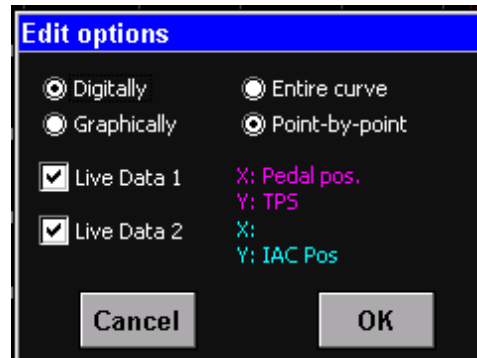 Edit options
Digitally
Entire curve
Graphically
Point-by-point
Live Data 1
X: Pedal pos.
Y: TPS
Live Data 2
X:
Y: IAC Pos
Cancel
OK